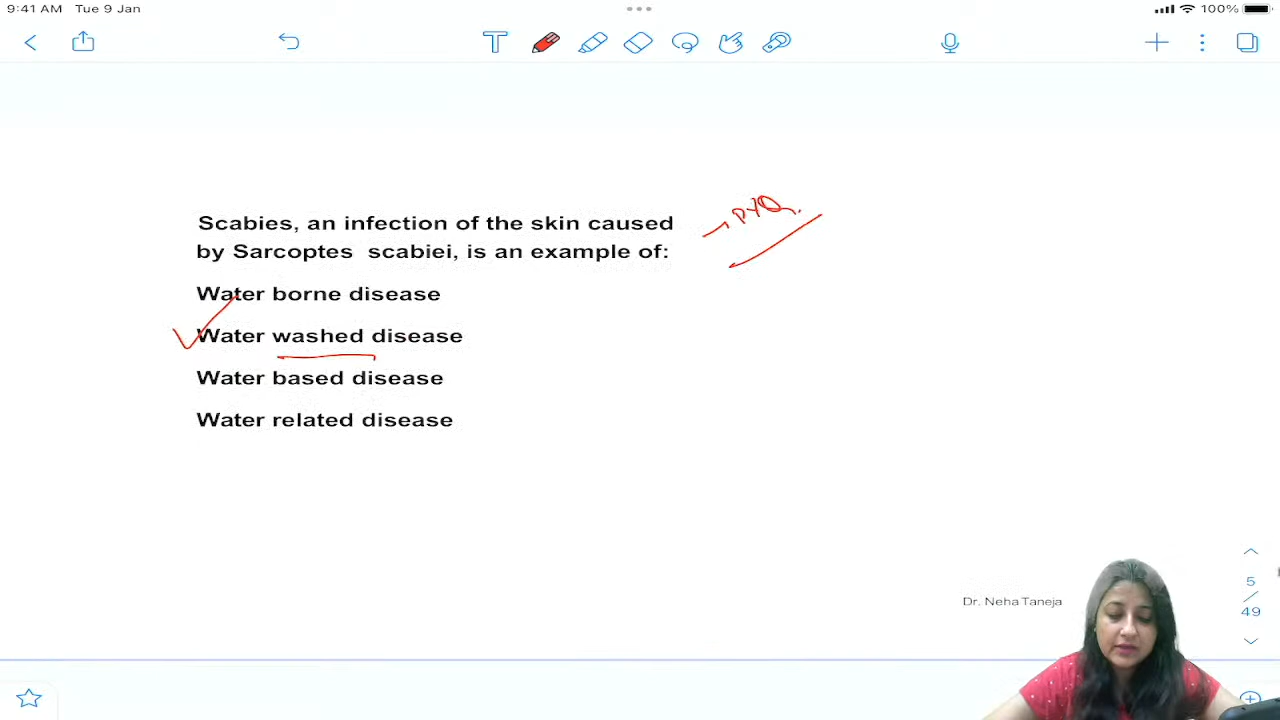 9:41 AM Tue 9 Jan
100%
T
Scabies, an infection of the skin caused
by Sarcoptes scabiei, is an example of:
→ PYQ.
Water borne disease
Water washed disease
Water based disease
Water related disease
Dr. Neha Taneja
5
49